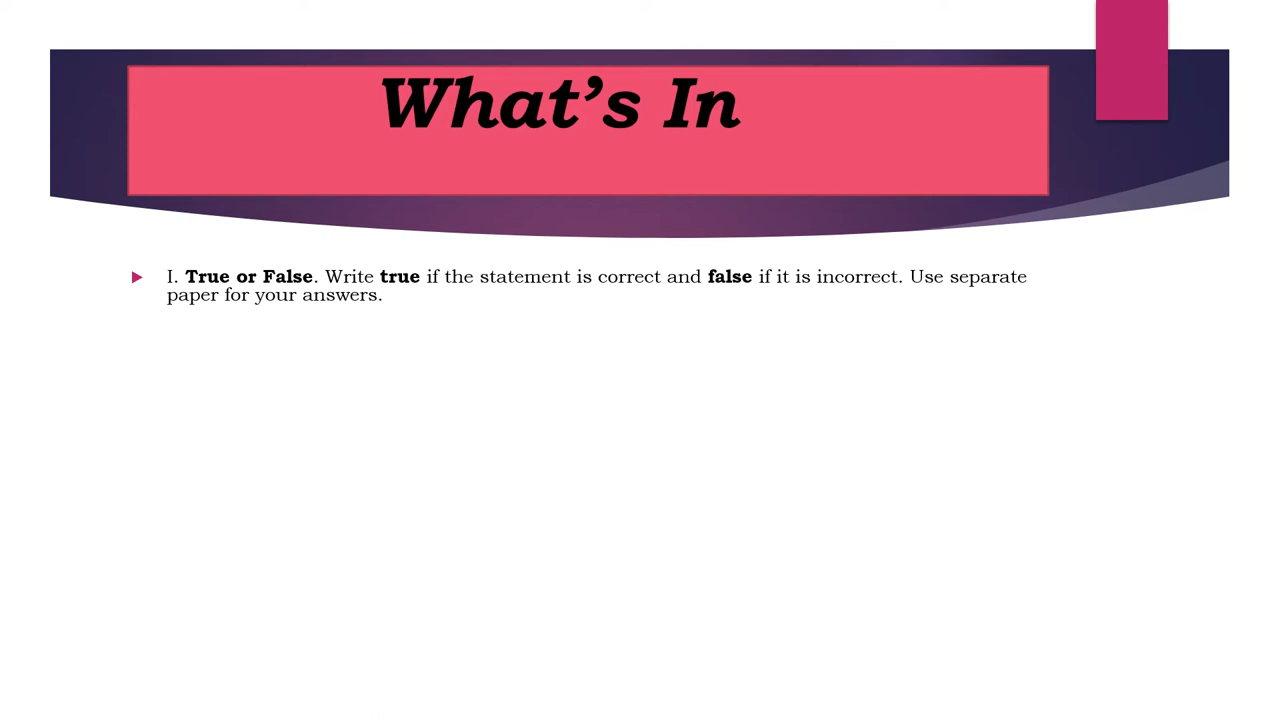 What’s In
I. True or False. Write true if the statement is correct and false if it is incorrect. Use separate
paper for your answers.